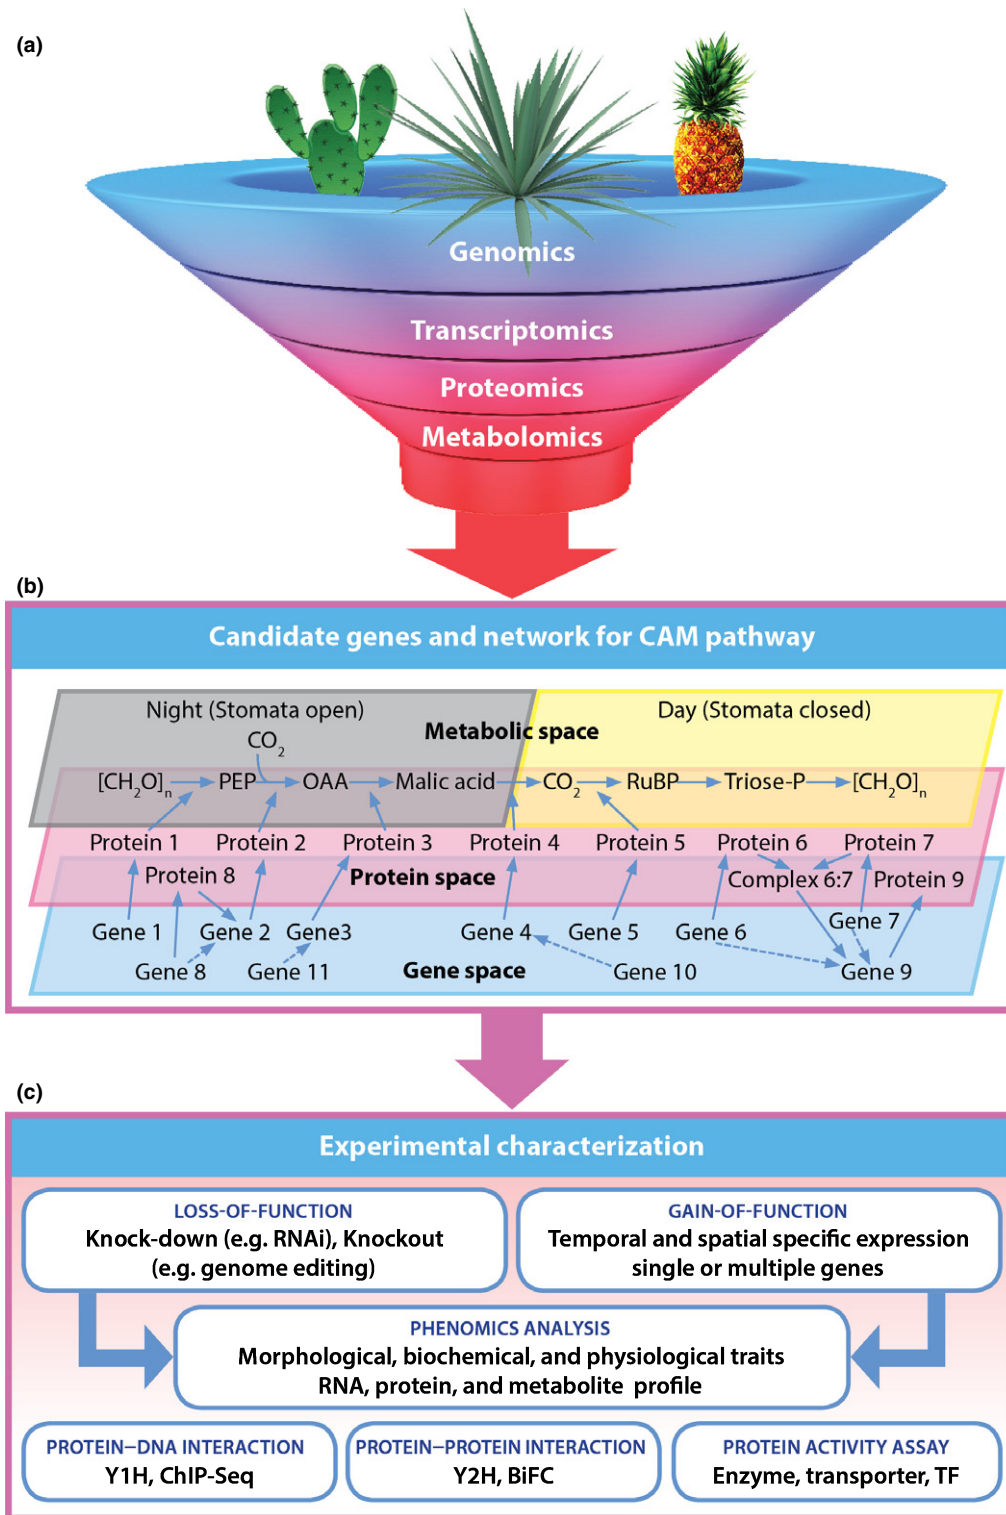 (a)
Genomics
Transcriptomics
Proteomics
Metabolomics
(b)
Candidate genes and network for CAM pathway
Night (Stomata open)
Day (Stomata closed)
Metabolic space
CO2
[CH2O]n
PEP
OAA
Malic acid
CO2
RuBP
Triose-P
[CH2O]n
Protein 1
Protein 2
Protein 3
Protein 4
Protein 5
Protein 6
Protein 7
Protein 8
Protein space
Complex 6:7
Protein 9
Gene 1
Gene 2
Gene3
Gene 4
Gene 5
Gene 6
Gene 7
Gene 8
Gene 11
Gene space
Gene 10
Gene 9
(c)
Experimental characterization
LOSS-OF-FUNCTION
Knock-down (e.g. RNAi), Knockout
(e.g. genome editing)
GAIN-OF-FUNCTION
Temporal and spatial specific expression
single or multiple genes
PHENOMICS ANALYSIS
Morphological, biochemical, and physiological traits
RNA, protein, and metabolite profile
PROTEIN–DNA INTERACTION
Y1H, ChIP-Seq
PROTEIN–PROTEIN INTERACTION
Y2H, BiFC
PROTEIN ACTIVITY ASSAY
Enzyme, transporter, TF